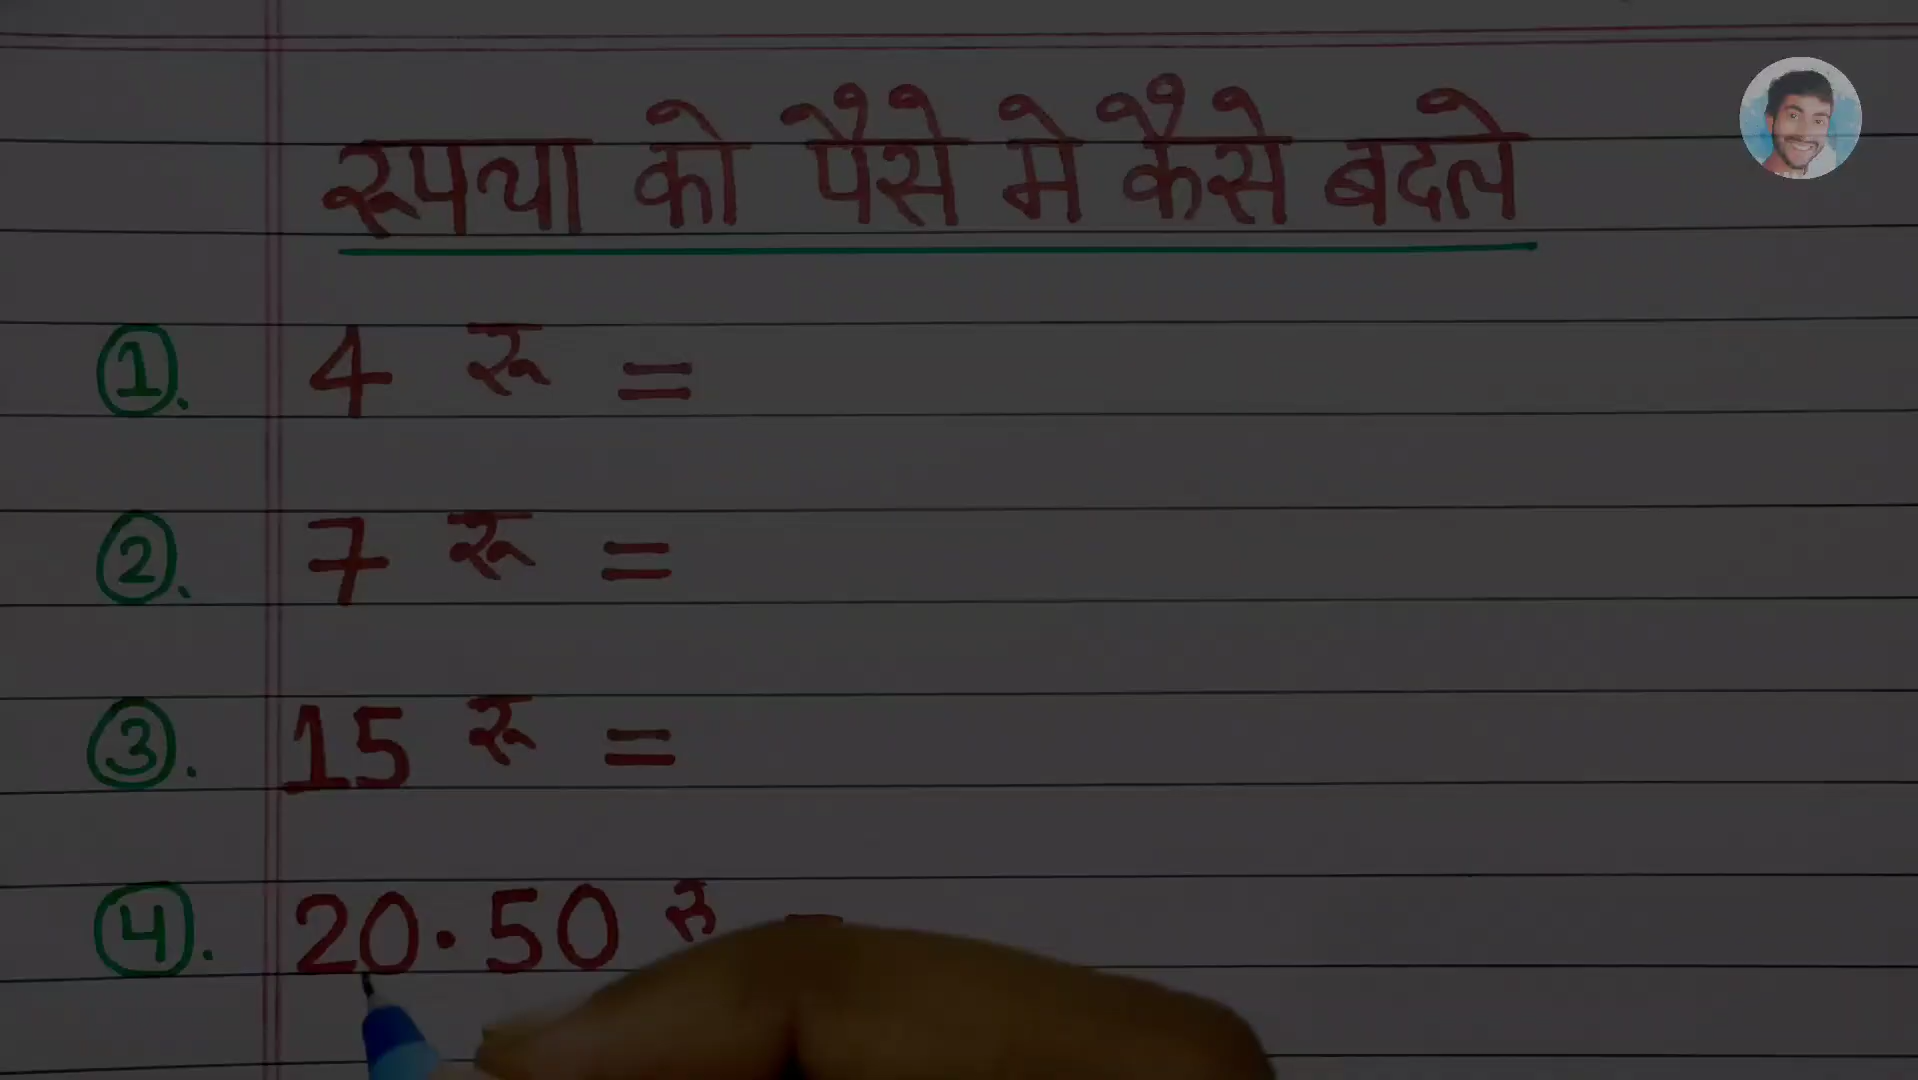 रूपया को पैसे मे कैसे बदले
1. 4 रू =
2. 7 रू =
3. 15 रू =
4. 20.50 रू